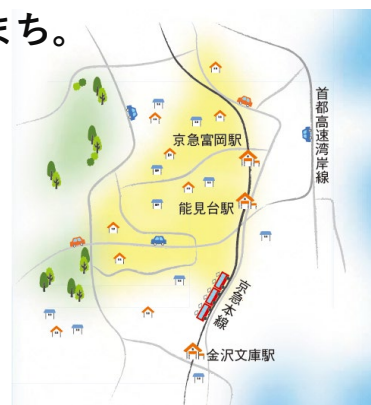 まち。
首都高速湾岸線
京急富岡駅
能見台駅
京急本線
金沢文庫駅